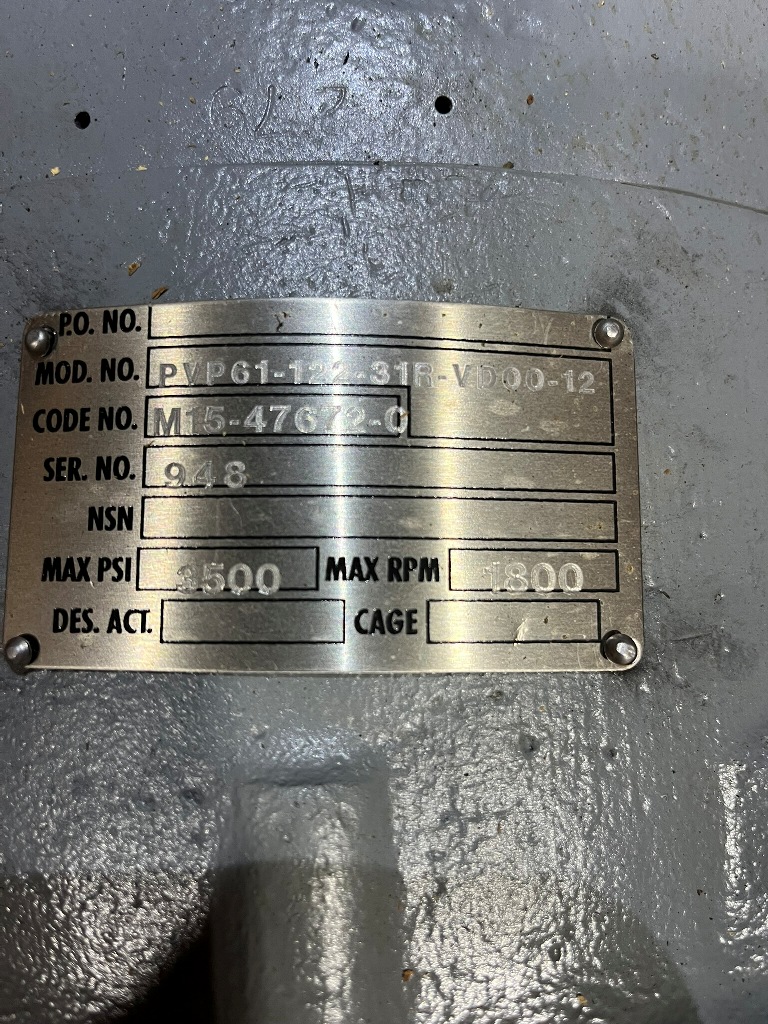 P.O. NO.
MOD. NO. PVP61-122-31R-VD00-12
CODE NO. M15-47672-0
SER. NO. 948
NSN
MAX PSI 3500 MAX RPM 1800
DES. ACT. CAGE